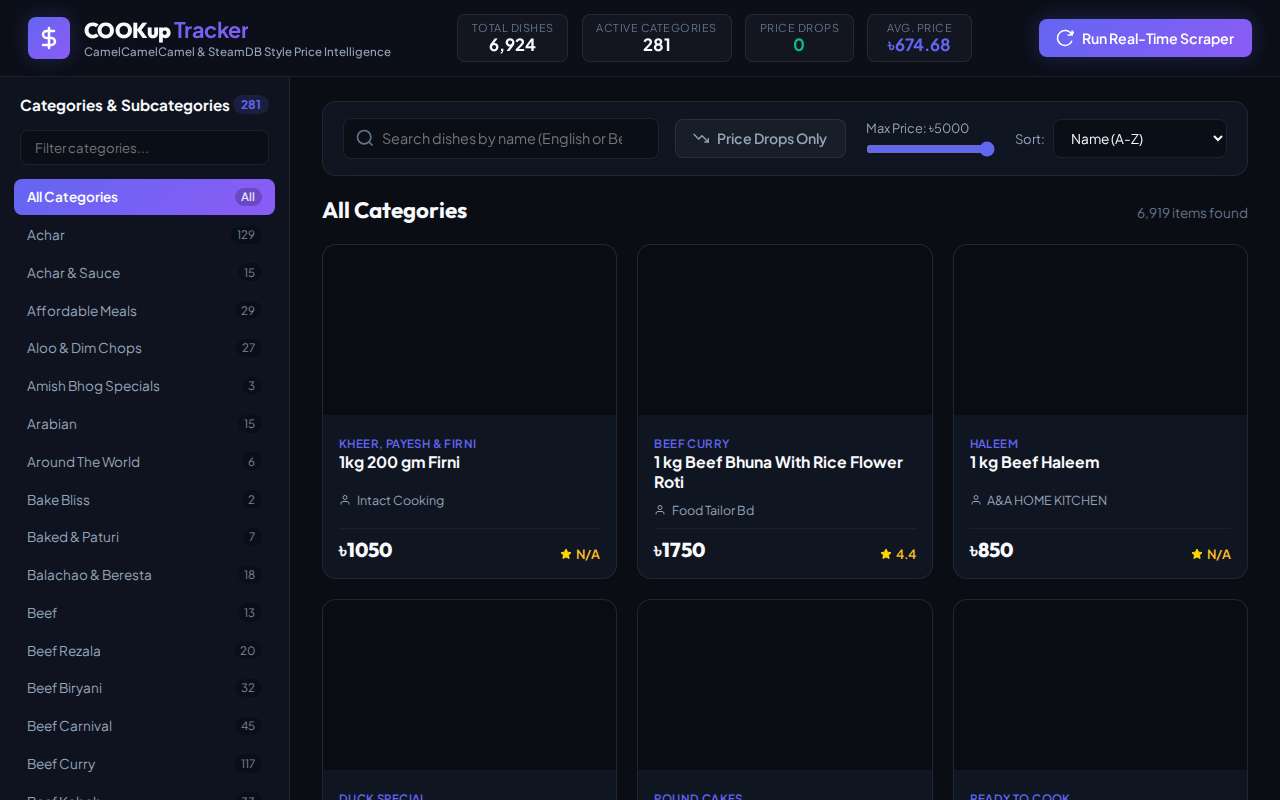 $
COOKup Tracker
CamelCamelCamel & SteamDB Style Price Intelligence
TOTAL DISHES
6,924
ACTIVE CATEGORIES
281
PRICE DROPS
0
AVG. PRICE
৳674.68
Run Real-Time Scraper
Categories & Subcategories 281
Filter categories...
All Categories All
Achar 129
Achar & Sauce 15
Affordable Meals 29
Aloo & Dim Chops 27
Amish Bhog Specials 3
Arabian 15
Around The World 6
Bake Bliss 2
Baked & Paturi 7
Balachao & Beresta 18
Beef 13
Beef Rezala 20
Beef Biryani 32
Beef Carnival 45
Beef Curry 117
Search dishes by name (English or Be
Price Drops Only
Max Price: ৳5000
Sort: Name (A-Z)
All Categories
6,919 items found
KHEER, PAYESH & FIRNI
1kg 200 gm Firni
Intact Cooking
৳1050
N/A
BEEF CURRY
1 kg Beef Bhuna With Rice Flower
Roti
Food Tailor Bd
৳1750
4.4
HALEEM
1 kg Beef Haleem
A&A HOME KITCHEN
৳850
N/A
DUCK SPECIAL
POUND CAKES
READY TO COOK